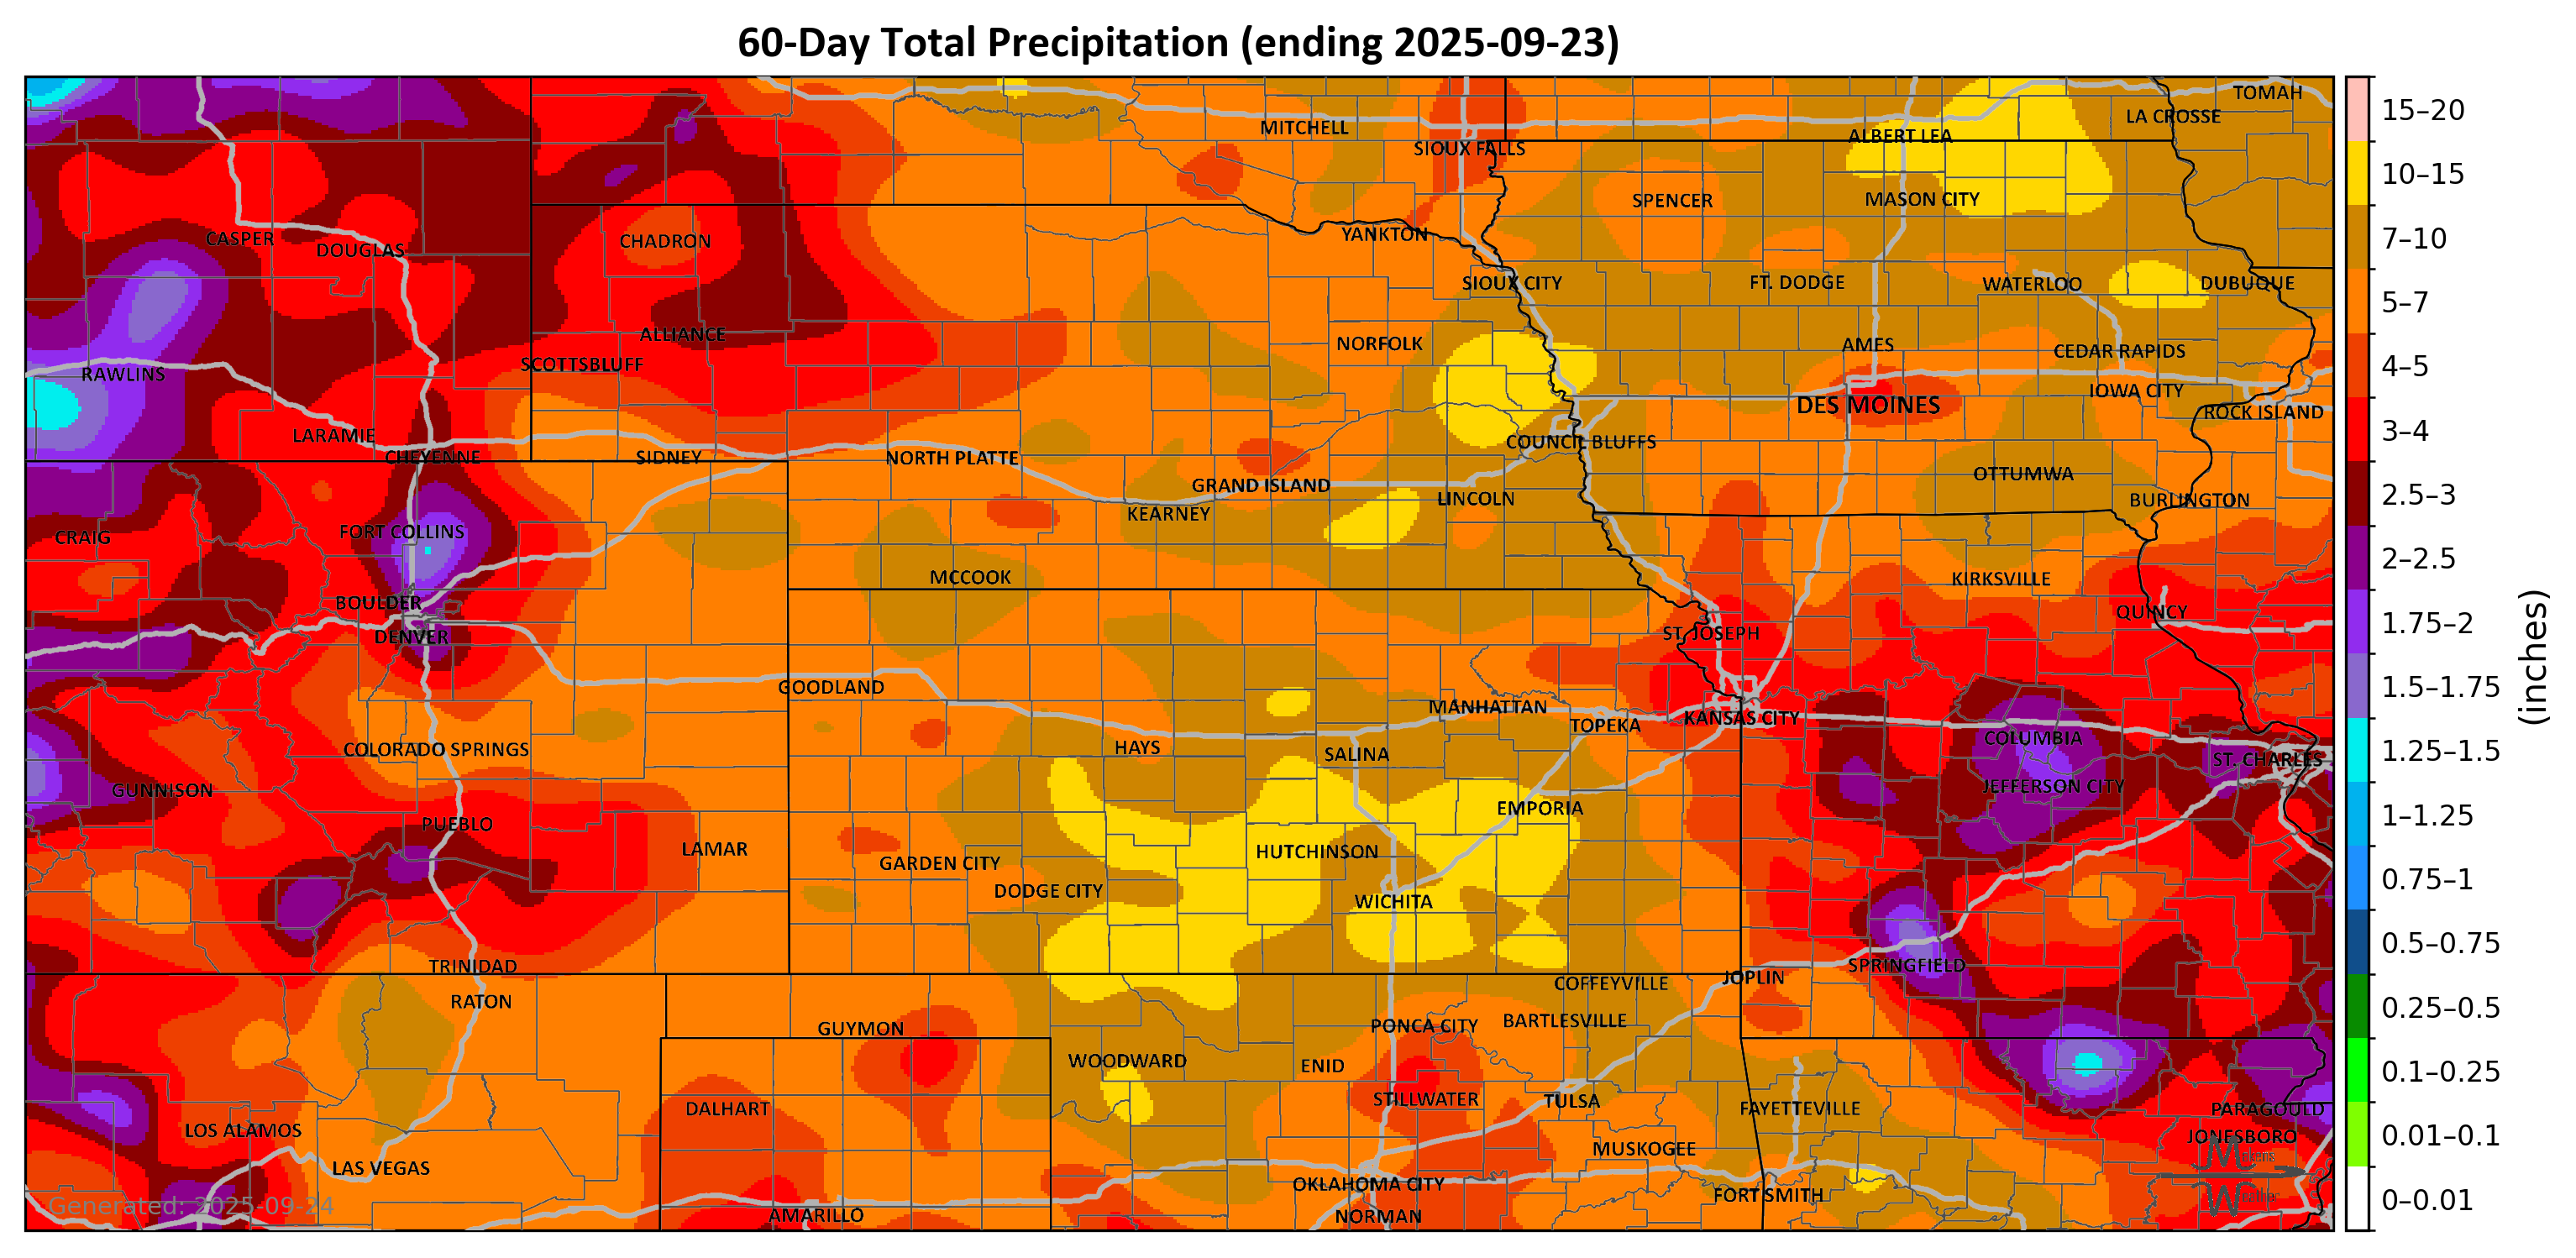 60-Day Total Precipitation (ending 2025-09-23)
TOMAH
LA CROSSE
MITCHELL
ALBERT LEA
SIOUX FALLS
SPENCER
MASON CITY
YANKTON
CASPER
CHADRON
DOUGLAS
SIOUX CITY
FT. DODGE
WATERLOO
DUBUQUE
ALLIANCE
NORFOLK
AMES
CEDAR RAPIDS
SCOTTSBLUFF
RAWLINS
IOWA CITY
DES MOINES
ROCK ISLAND
LARAMIE
COUNCIL BLUFFS
CHEYENNE
SIDNEY
NORTH PLATTE
OTTUMWA
GRAND ISLAND
LINCOLN
BURLINGTON
KEARNEY
FORT COLLINS
CRAIG
MCCOOK
KIRKSVILLE
BOULDER
QUINCY
DENVER
ST. JOSEPH
GOODLAND
MANHATTAN
KANSAS CITY
TOPEKA
COLUMBIA
COLORADO SPRINGS
HAYS
SALINA
ST. CHARLES
GUNNISON
JEFFERSON CITY
EMPORIA
PUEBLO
LAMAR
HUTCHINSON
GARDEN CITY
DODGE CITY
WICHITA
TRINIDAD
SPRINGFIELD
JOPLIN
COFFEYVILLE
RATON
GUYMON
PONCA CITY
BARTLESVILLE
WOODWARD
ENID
STILLWATER
TULSA
DALHART
FAYETTEVILLE
PARAGOULD
LOS ALAMOS
JONESBORO
MUSKOGEE
LAS VEGAS
OKLAHOMA CITY
FORT SMITH
AMARILLO
NORMAN
Generated: 2025-09-24
15–20
10–15
7–10
5–7
4–5
3–4
2.5–3
2–2.5
1.75–2
1.5–1.75
1.25–1.5
1–1.25
0.75–1
0.5–0.75
0.25–0.5
0.1–0.25
0.01–0.1
0–0.01
(inches)